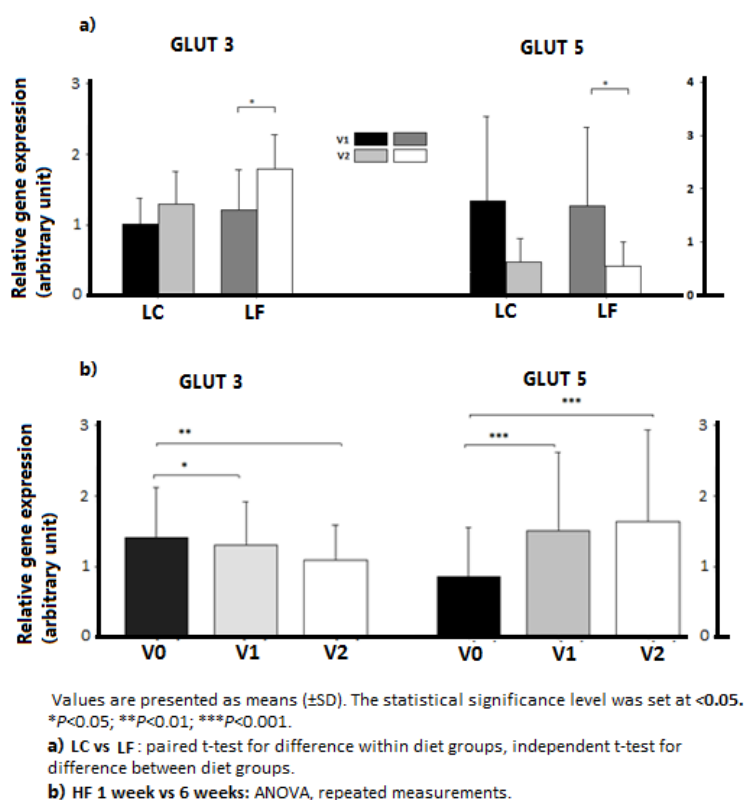 a)
GLUT 3
GLUT 5
Relative gene expression
(arbitrary unit)
3
2
1
0
*
V1
V2
*
4
3
2
1
0
LC
LF
LC
LF
b)
GLUT 3
GLUT 5
Relative gene expression
(arbitrary unit)
3
2
1
0
**
*
***
***
3
2
1
0
V0
V1
V2
V0
V1
V2
Values are presented as means (±SD). The statistical significance level was set at <0.05.
*P<0.05; **P<0.01; ***P<0.001.
a) LC vs LF: paired t-test for difference within diet groups, independent t-test for
difference between diet groups.
b) HF 1 week vs 6 weeks: ANOVA, repeated measurements.